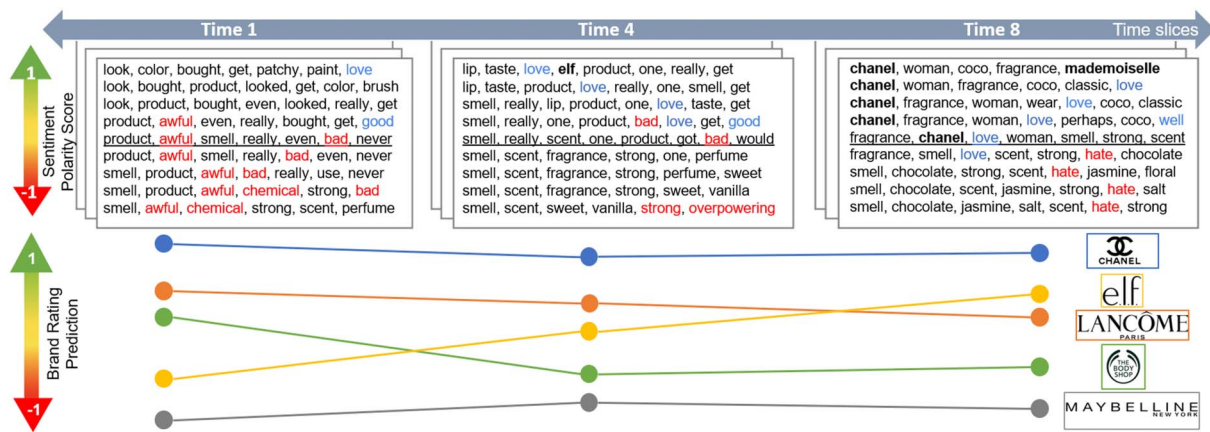 Time 1 Time 4 Time 8 Time slices
1
Sentiment
Polarity Score
-1
look, color, bought, get, patchy, paint, love
look, bought, product, looked, get, color, brush
look, product, bought, even, looked, really, get
product, awful, even, really, bought, get, good
product, awful, smell, really, even, bad, never
product, awful, smell, really, bad, even, never
smell, product, awful, bad, really, use, never
smell, product, awful, chemical, strong, bad
smell, awful, chemical, strong, scent, perfume
lip, taste, love, elf, product, one, really, get
lip, taste, product, love, really, one, smell, get
smell, really, lip, product, one, love, taste, get
smell, really, one, product, bad, love, get, good
smell, really, scent, one, product, got, bad, would
smell, scent, fragrance, strong, one, perfume
smell, scent, fragrance, strong, perfume, sweet
smell, scent, fragrance, strong, sweet, vanilla
smell, scent, sweet, vanilla, strong, overpowering
chanel, woman, coco, fragrance, mademoiselle
chanel, woman, fragrance, coco, classic, love
chanel, fragrance, woman, wear, love, coco, classic
chanel, fragrance, woman, love, perhaps, coco, well
fragrance, chanel, love, woman, smell, strong, scent
fragrance, smell, love, scent, strong, hate, chocolate
smell, chocolate, strong, scent, hate, jasmine, floral
smell, chocolate, scent, jasmine, strong, hate, salt
smell, chocolate, jasmine, salt, scent, hate, strong
1
Brand Rating
Prediction
-1
CHANEL
e.l.f.
LANCÔME
PARIS
THE
BODY
SHOP
MAYBELLINE
NEW YORK